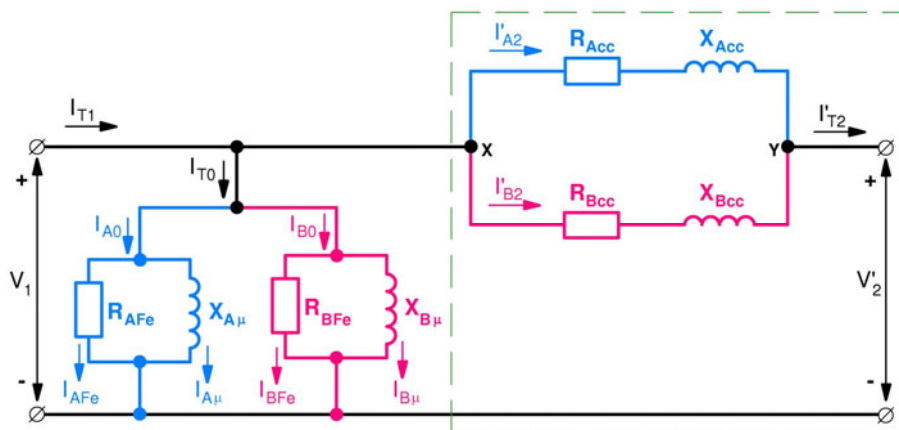 I'A2 RAcc XAcc
IT1 I'T2
X Y
IT0
I'B2 RBcc XBcc
+ +
IA0 IB0
V1 RAFe XAμ RBFe XBμ V'2
- -
IAFe IAμ IBFe IBμ